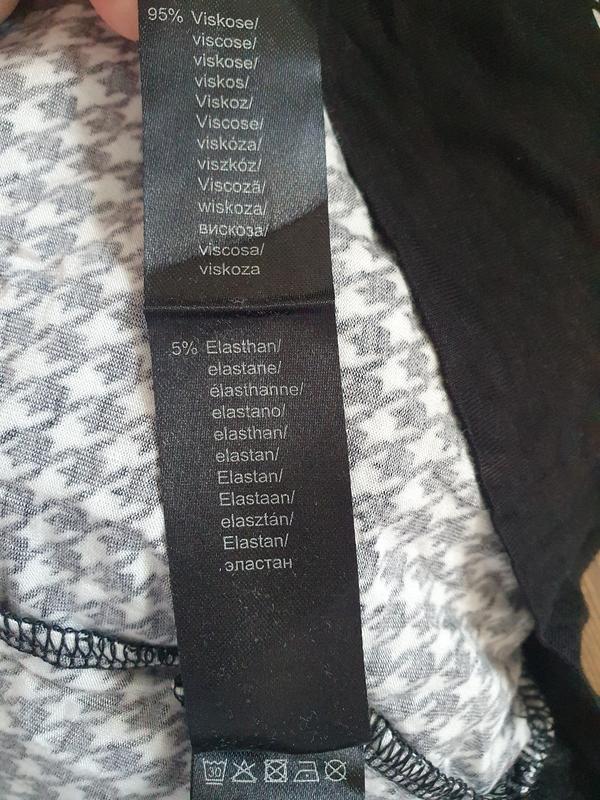 95% Viskose/
viscose/
viskose/
viskos/
Viskoz/
Viscose/
viskóza/
viszkóz/
Viscoză/
wiskoza/
вискоза/
viscosa/
viskoza
5% Elasthan/
elastane/
élasthanne/
elastano/
elasthan/
elastan/
Elastan/
Elastaan/
elasztán/
Elastan/
эластан
30